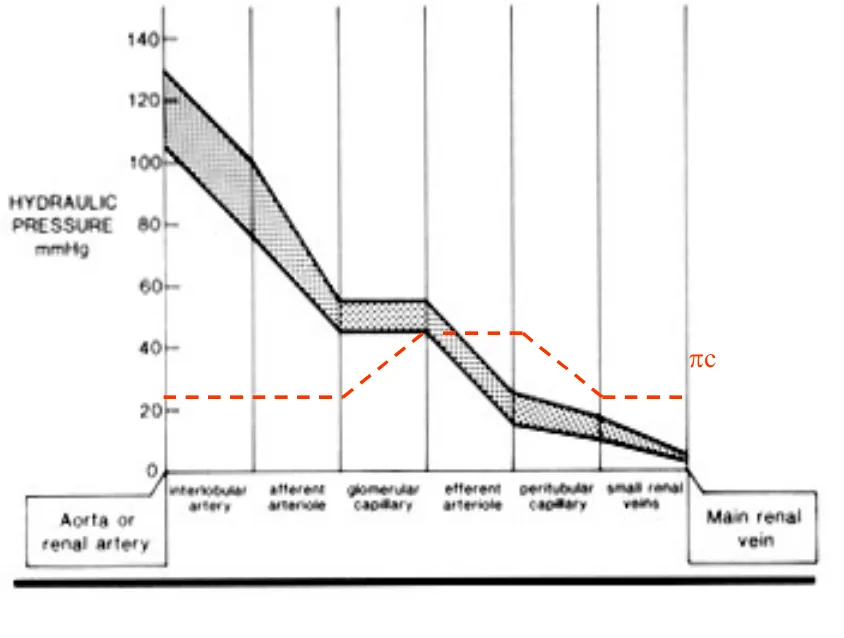 140
120
100
HYDRAULIC
PRESSURE
mmHg
80
60
40
20
0
πc
interlobular
artery
afferent
arteriole
glomerular
capillary
efferent
arteriole
peritubular
capillary
small renal
veins
Aorta or
renal artery
Main renal
vein